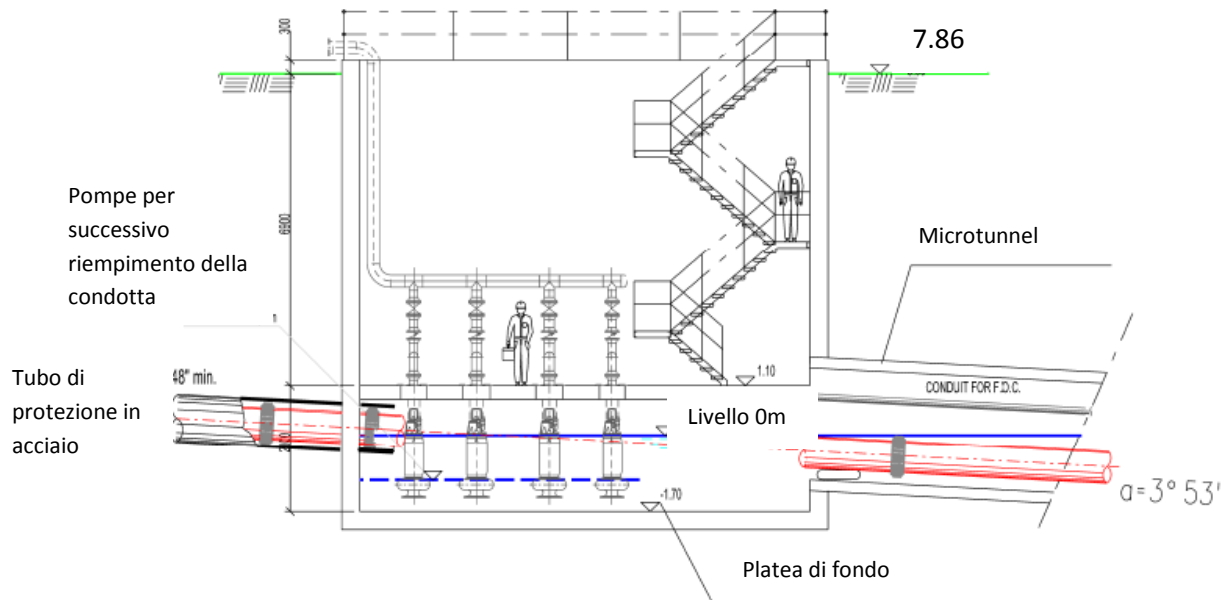 300
7.86
Pompe per
successivo
riempimento della
condotta
6900
Microtunnel
Tubo di
protezione in
acciaio
48" min.
1.10
CONDUIT FOR F.D.C.
Livello 0m
-1.70
a=3° 53'
Platea di fondo